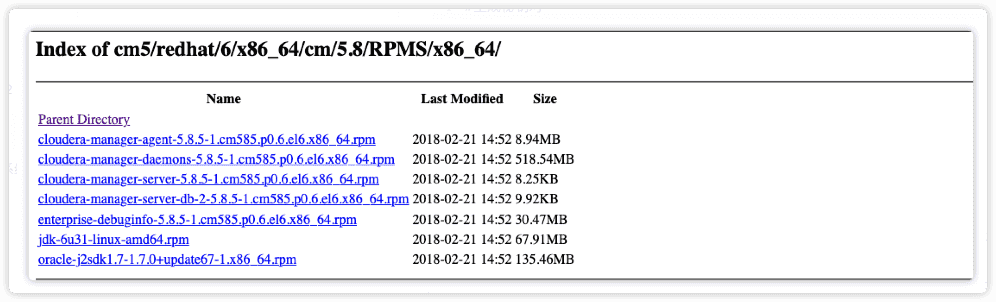 Index of cm5/redhat/6/x86_64/cm/5.8/RPMS/x86_64/
Name Last Modified Size
Parent Directory
cloudera-manager-agent-5.8.5-1.cm585.p0.6.el6.x86_64.rpm 2018-02-21 14:52 8.94MB
cloudera-manager-daemons-5.8.5-1.cm585.p0.6.el6.x86_64.rpm 2018-02-21 14:52 518.54MB
cloudera-manager-server-5.8.5-1.cm585.p0.6.el6.x86_64.rpm 2018-02-21 14:52 8.25KB
cloudera-manager-server-db-2-5.8.5-1.cm585.p0.6.el6.x86_64.rpm 2018-02-21 14:52 9.92KB
enterprise-debuginfo-5.8.5-1.cm585.p0.6.el6.x86_64.rpm 2018-02-21 14:52 30.47MB
jdk-6u31-linux-amd64.rpm 2018-02-21 14:52 67.91MB
oracle-j2sdk1.7-1.7.0+update67-1.x86_64.rpm 2018-02-21 14:52 135.46MB